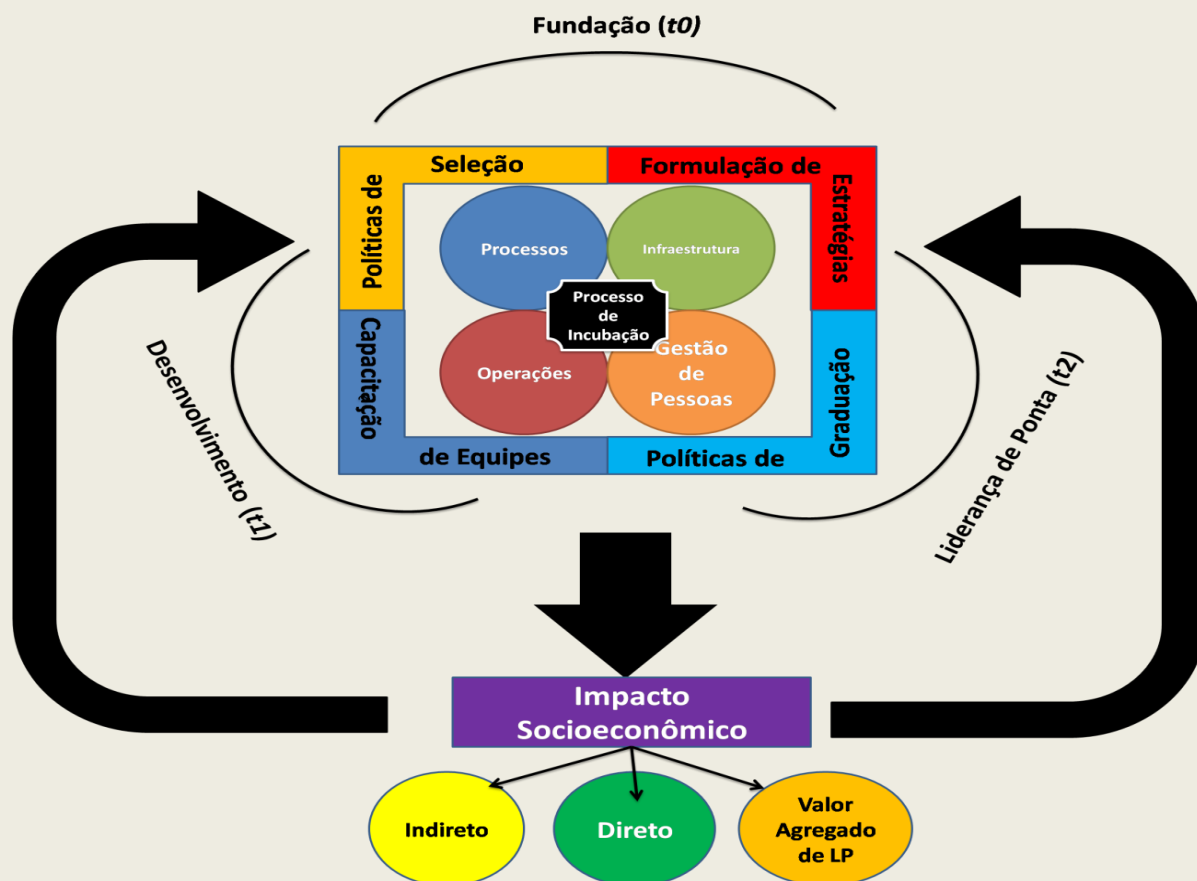 Fundação (t0)
Políticas de
Seleção
Formulação de
Estratégias
Processos
Infraestrutura
Processo
de
Incubação
Operações
Gestão
de
Pessoas
Capacitação
de Equipes
Políticas de
Graduação
Desenvolvimento (t1)
Liderança de Ponta (t2)
Impacto
Socioeconômico
Indireto
Direto
Valor
Agregado
de LP